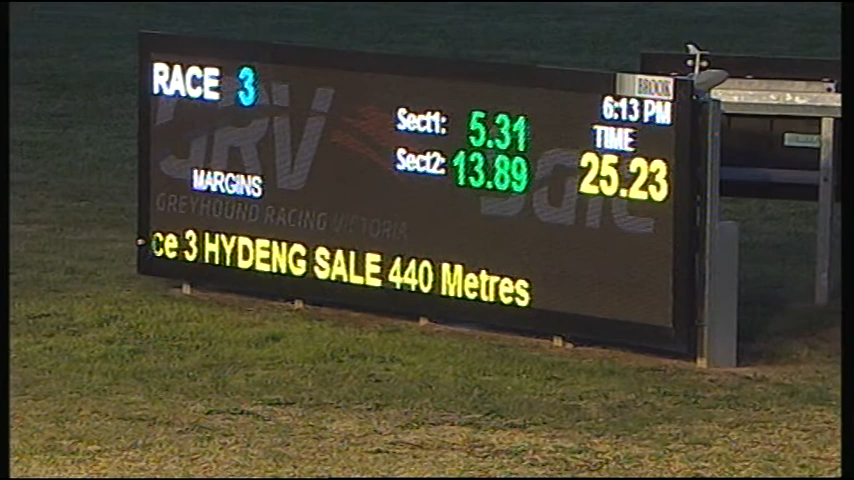 BROOK
RACE 3
6:13 PM
Sect1: 5.31
TIME
Sect2: 13.89
25.23
MARGINS
GRV
GREYHOUND RACING VICTORIA
ce 3 HYDENG SALE 440 Metres